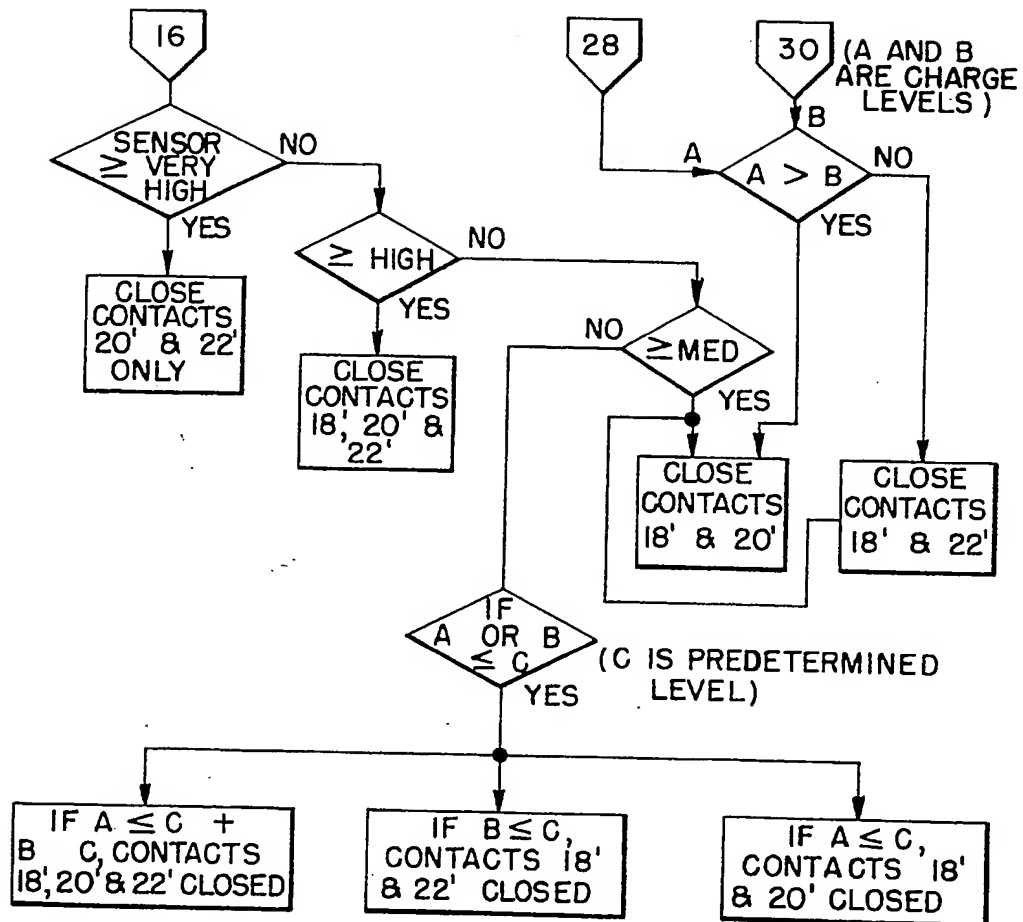 16
28
30
(A AND B
ARE CHARGE
LEVELS)
SENSOR
≥ VERY
HIGH
NO
YES
A
B
A > B
NO
YES
≥ HIGH
NO
YES
CLOSE
CONTACTS
20' & 22'
ONLY
CLOSE
CONTACTS
18', 20' &
22'
≥MED
NO
YES
CLOSE
CONTACTS
18' & 20'
CLOSE
CONTACTS
18' & 22'
IF
A OR B
≤ C
(C IS PREDETERMINED
LEVEL)
YES
IF A ≤ C +
B C, CONTACTS
18', 20' & 22' CLOSED
IF B ≤ C,
CONTACTS 18'
& 22' CLOSED
IF A ≤ C,
CONTACTS 18'
& 20' CLOSED